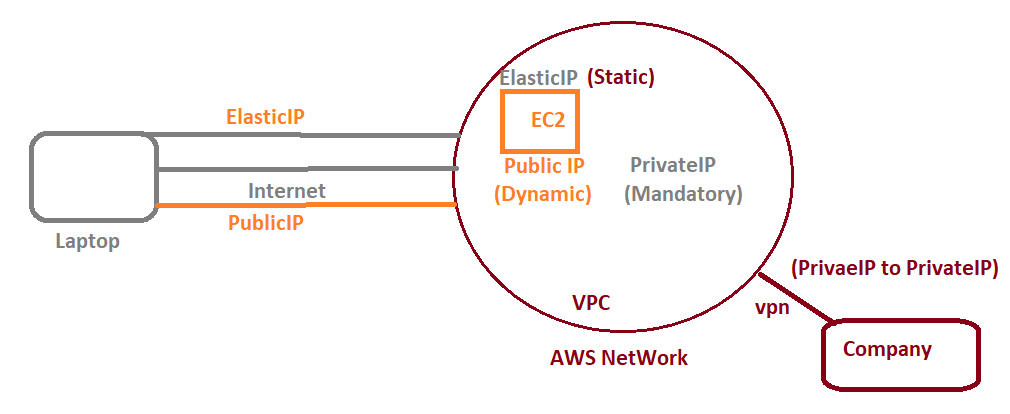 ElasticIP (Static)
ElasticIP
EC2
Public IP
(Dynamic)
PrivateIP
(Mandatory)
Internet
PublicIP
Laptop
(PrivaeIP to PrivateIP)
VPC
vpn
AWS NetWork
Company